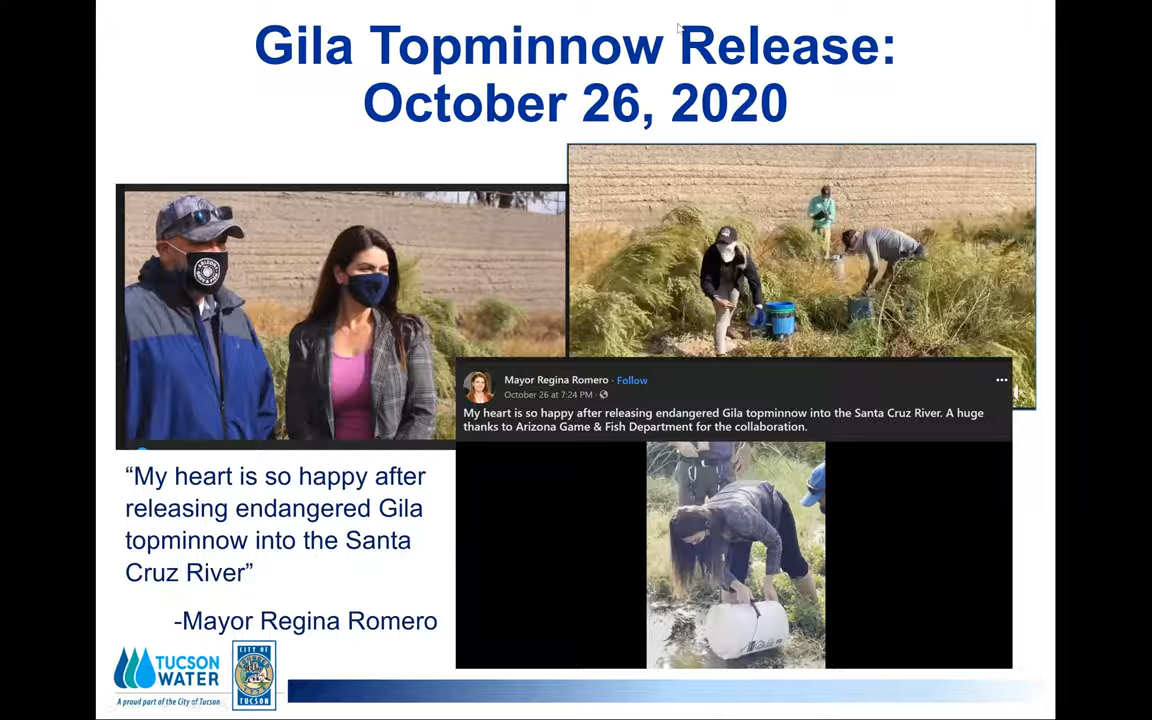 Gila Topminnow Release:
October 26, 2020
Mayor Regina Romero · Follow
October 26 at 7:24 PM ·
My heart is so happy after releasing endangered Gila topminnow into the Santa Cruz River. A huge
thanks to Arizona Game & Fish Department for the collaboration.
“My heart is so happy after
releasing endangered Gila
topminnow into the Santa
Cruz River”
-Mayor Regina Romero
TUCSON
WATER
A proud part of the City of Tucson
CITY OF
TUCSON